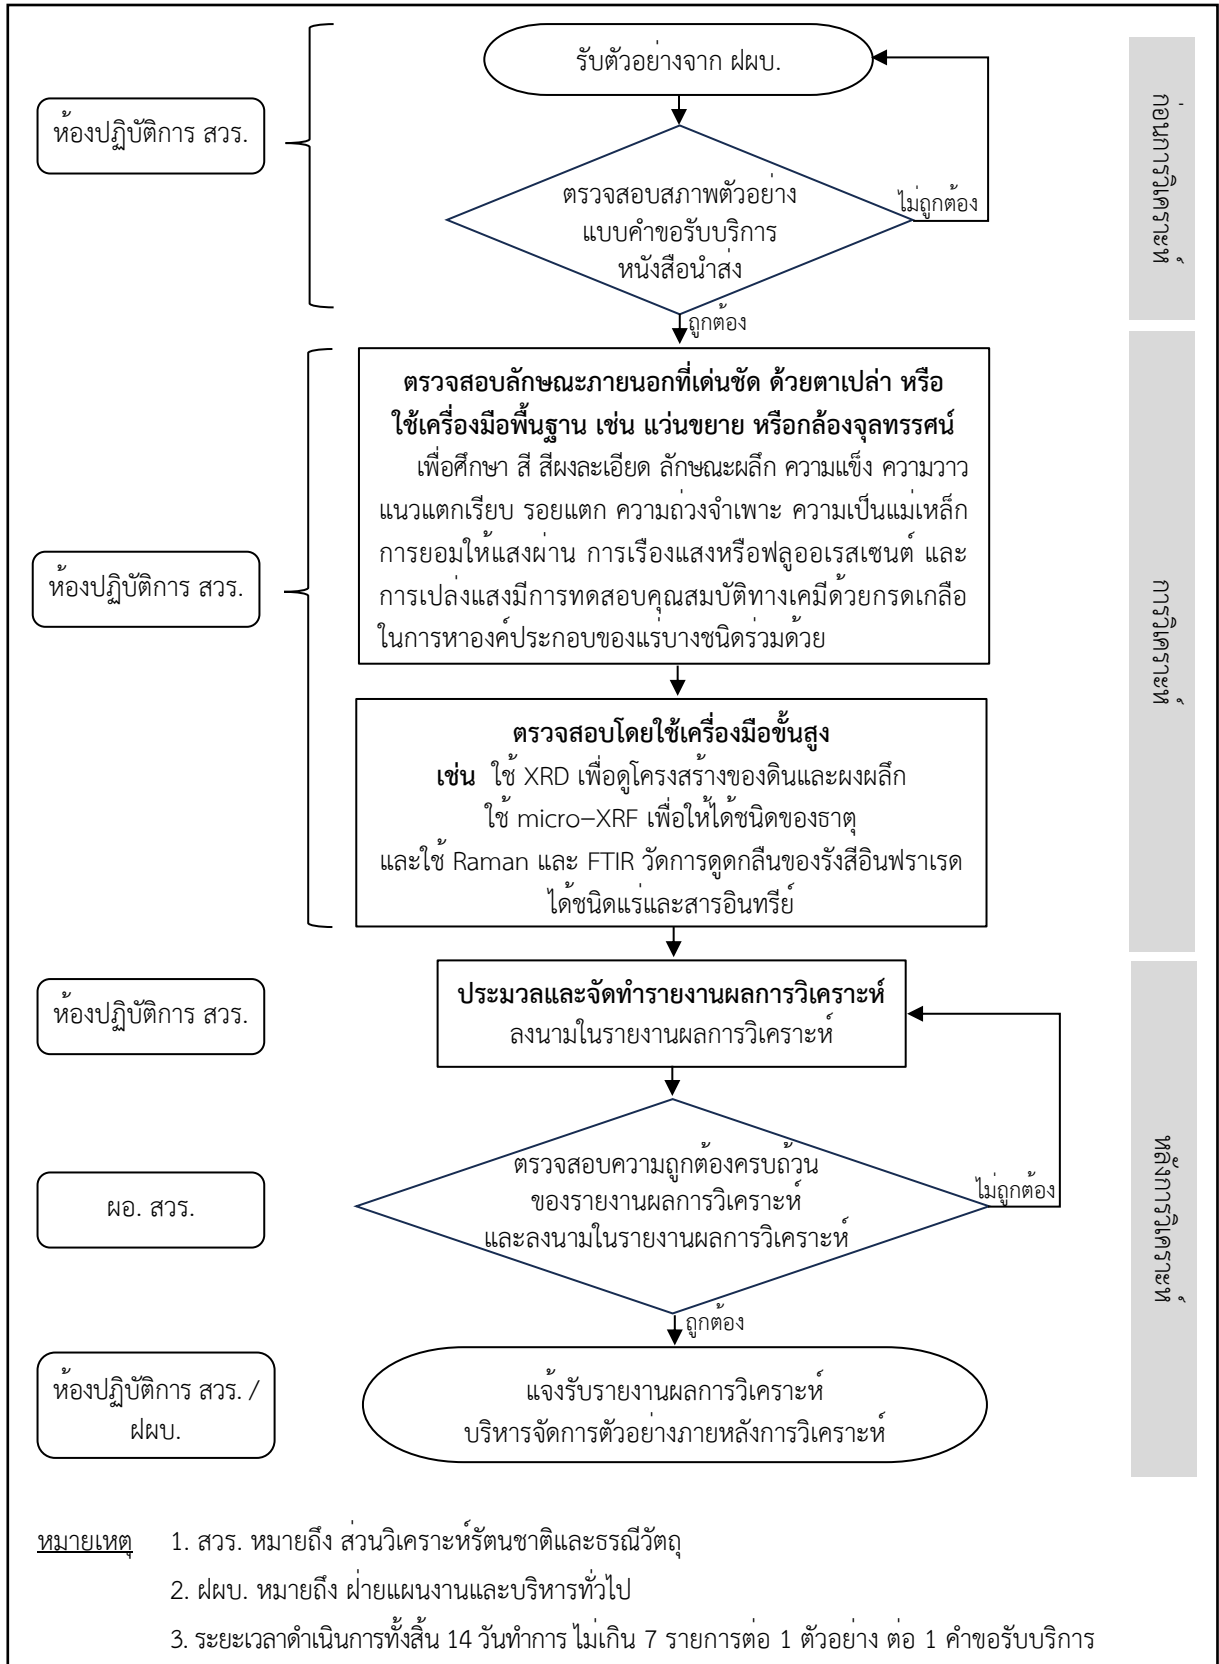 รับตัวอย่างจาก ฝผบ.
ห้องปฏิบัติการ สวร.
ก่อนการวิเคราะห์
ตรวจสอบสภาพตัวอย่าง
แบบคำขอรับบริการ
หนังสือนำส่ง
ไม่ถูกต้อง
ถูกต้อง
ตรวจสอบลักษณะภายนอกที่เด่นชัด ด้วยตาเปล่า หรือ
ใช้เครื่องมือพื้นฐาน เช่น แว่นขยาย หรือกล้องจุลทรรศน์
เพื่อศึกษา สี สีผงละเอียด ลักษณะผลึก ความแข็ง ความวาว
แนวแตกเรียบ รอยแตก ความถ่วงจำเพาะ ความเป็นแม่เหล็ก
การยอมให้แสงผ่าน การเรืองแสงหรือฟลูออเรสเซนต์ และ
การเปล่งแสงมีการทดสอบคุณสมบัติทางเคมีด้วยกรดเกลือ
ในการหาองค์ประกอบของแร่บางชนิดร่วมด้วย
ห้องปฏิบัติการ สวร.
การวิเคราะห์
ตรวจสอบโดยใช้เครื่องมือขั้นสูง
เช่น ใช้ XRD เพื่อดูโครงสร้างของดินและผงผลึก
ใช้ micro–XRF เพื่อให้ได้ชนิดของธาตุ
และใช้ Raman และ FTIR วัดการดูดกลืนของรังสีอินฟราเรด
ได้ชนิดแร่และสารอินทรีย์
ห้องปฏิบัติการ สวร.
ประมวลและจัดทำรายงานผลการวิเคราะห์
ลงนามในรายงานผลการวิเคราะห์
หลังการวิเคราะห์
ผอ. สวร.
ตรวจสอบความถูกต้องครบถ้วน
ของรายงานผลการวิเคราะห์
และลงนามในรายงานผลการวิเคราะห์
ไม่ถูกต้อง
ถูกต้อง
ห้องปฏิบัติการ สวร. /
ฝผบ.
แจ้งรับรายงานผลการวิเคราะห์
บริหารจัดการตัวอย่างภายหลังการวิเคราะห์
หมายเหตุ 1. สวร. หมายถึง ส่วนวิเคราะห์รัตนชาติและธรณีวัตถุ
2. ฝผบ. หมายถึง ฝ่ายแผนงานและบริหารทั่วไป
3. ระยะเวลาดำเนินการทั้งสิ้น 14 วันทำการ ไม่เกิน 7 รายการต่อ 1 ตัวอย่าง ต่อ 1 คำขอรับบริการ